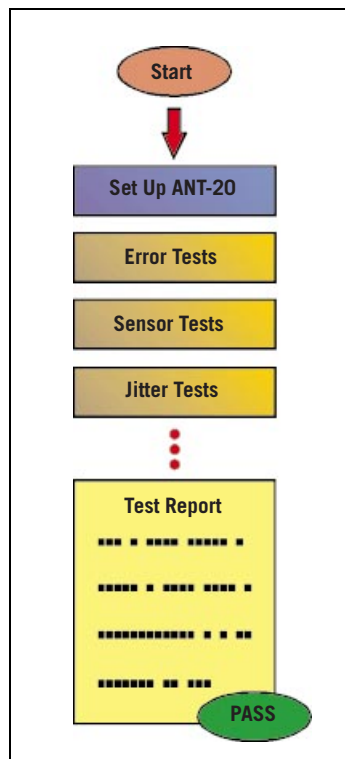 Start
Set Up ANT-20
Error Tests
Sensor Tests
Jitter Tests
Test Report
PASS